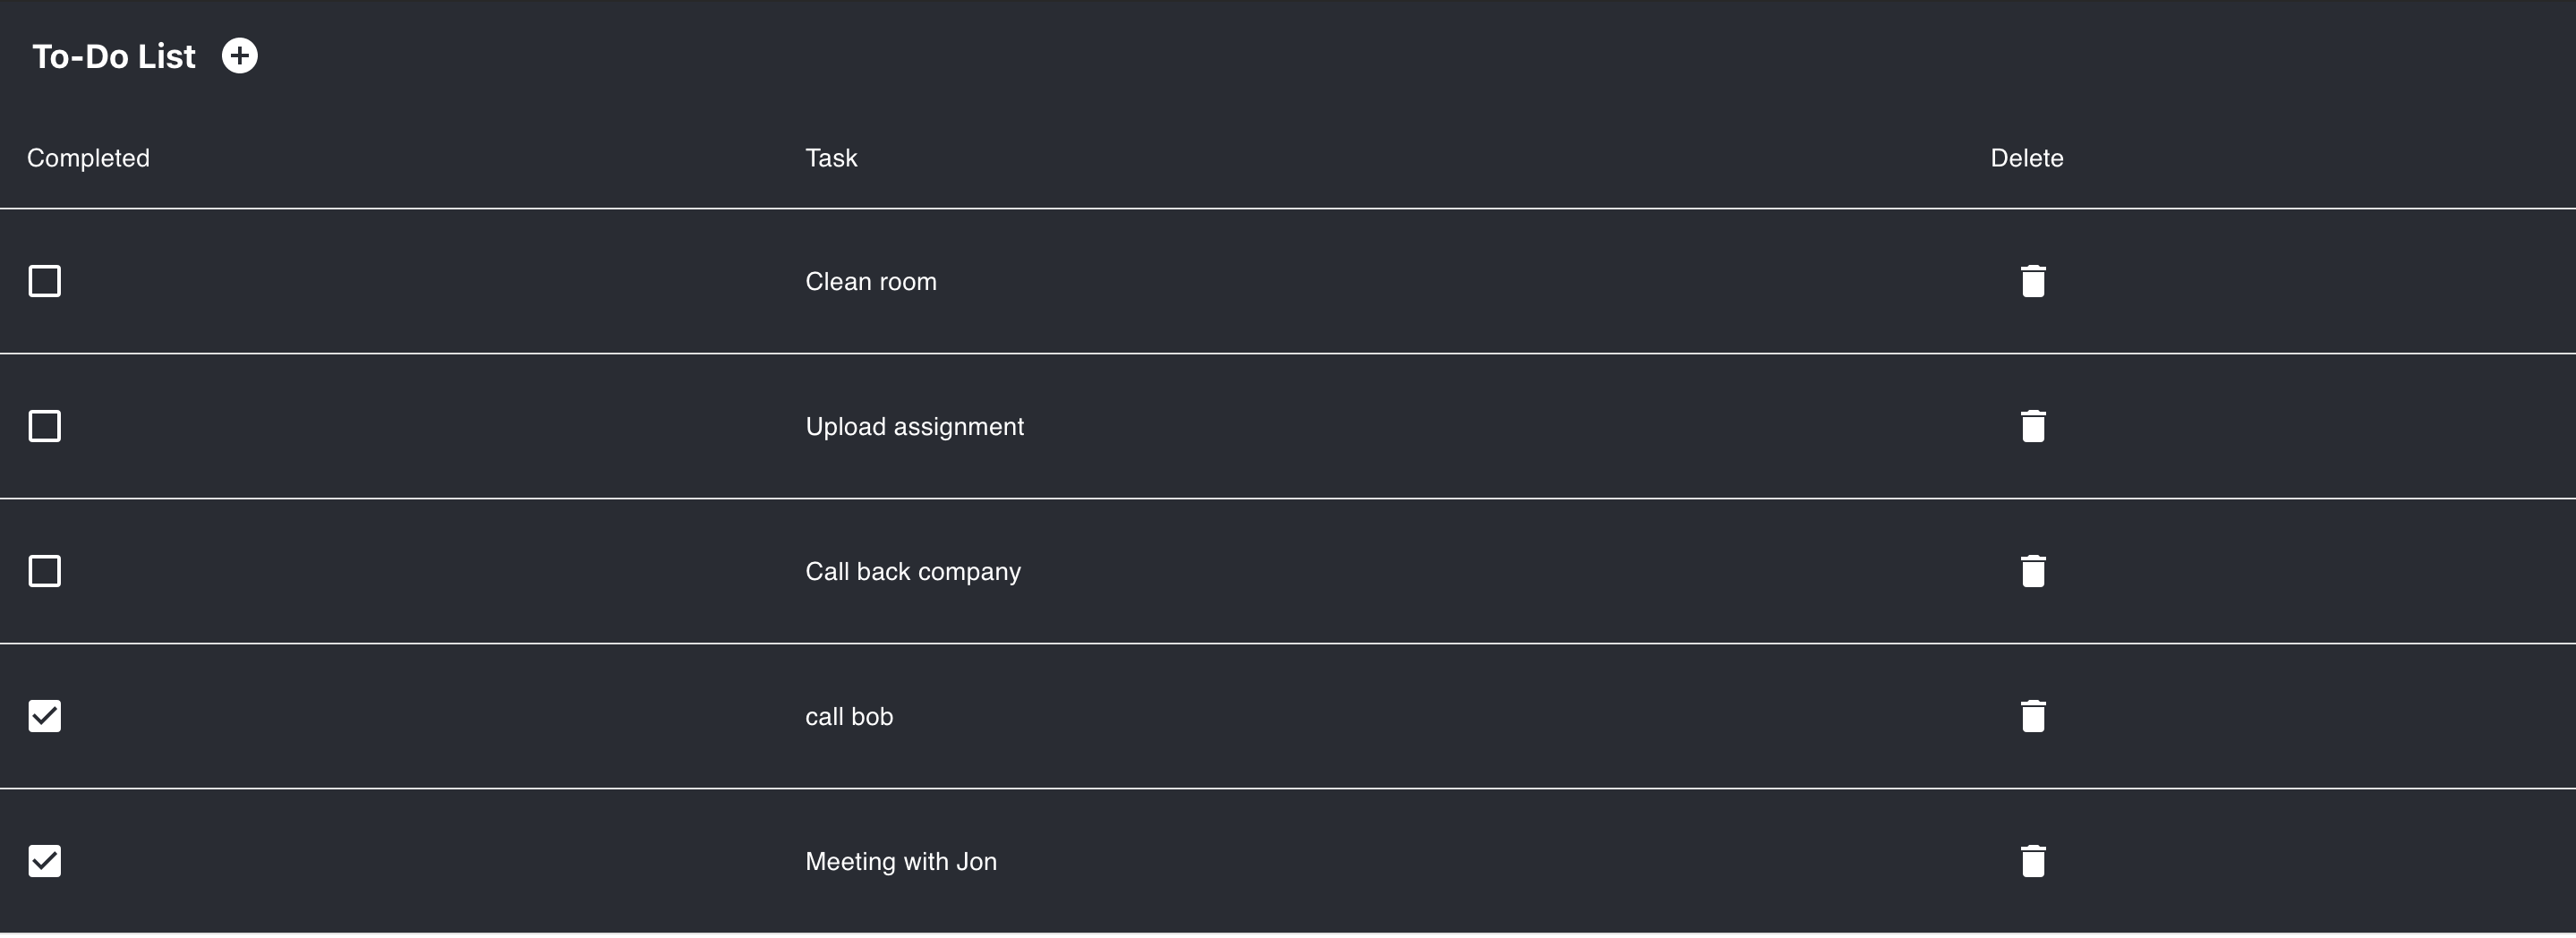 To-Do List
Completed Task Delete
Clean room
Upload assignment
Call back company
call bob
Meeting with Jon